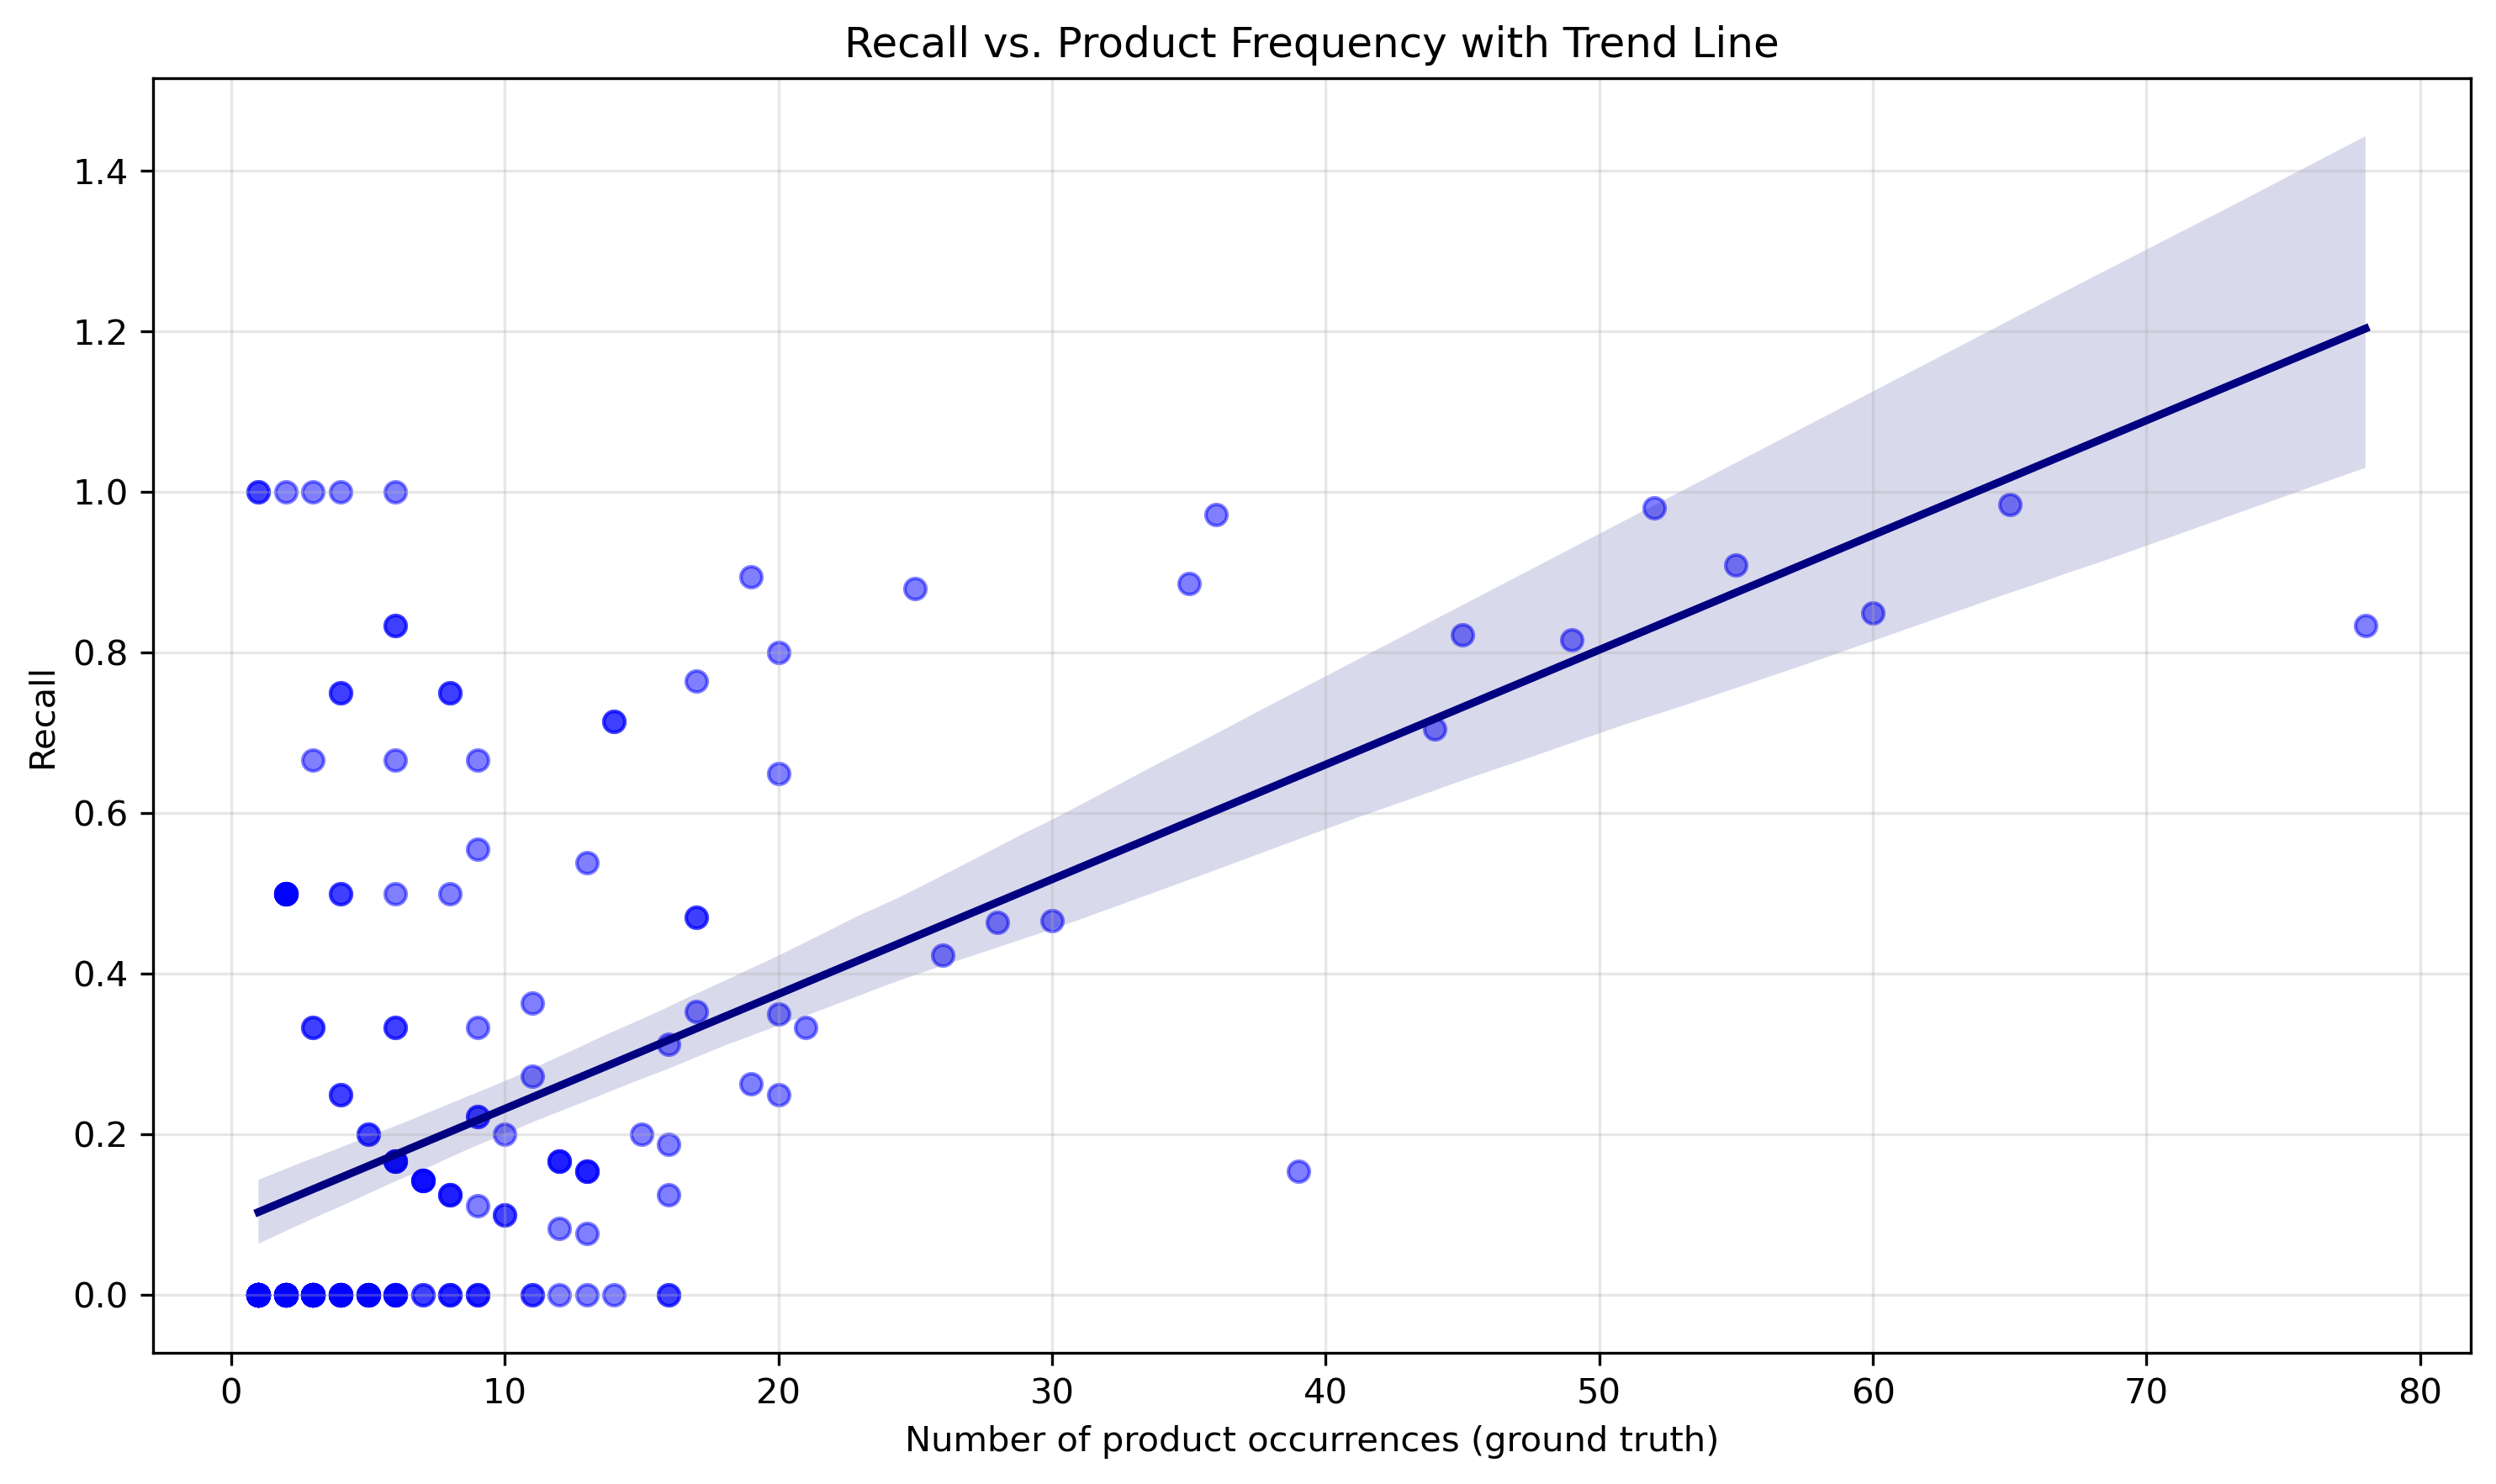 Recall vs. Product Frequency with Trend Line
1.4
1.2
1.0
0.8
0.6
0.4
0.2
0.0
Recall
0 10 20 30 40 50 60 70 80
Number of product occurrences (ground truth)